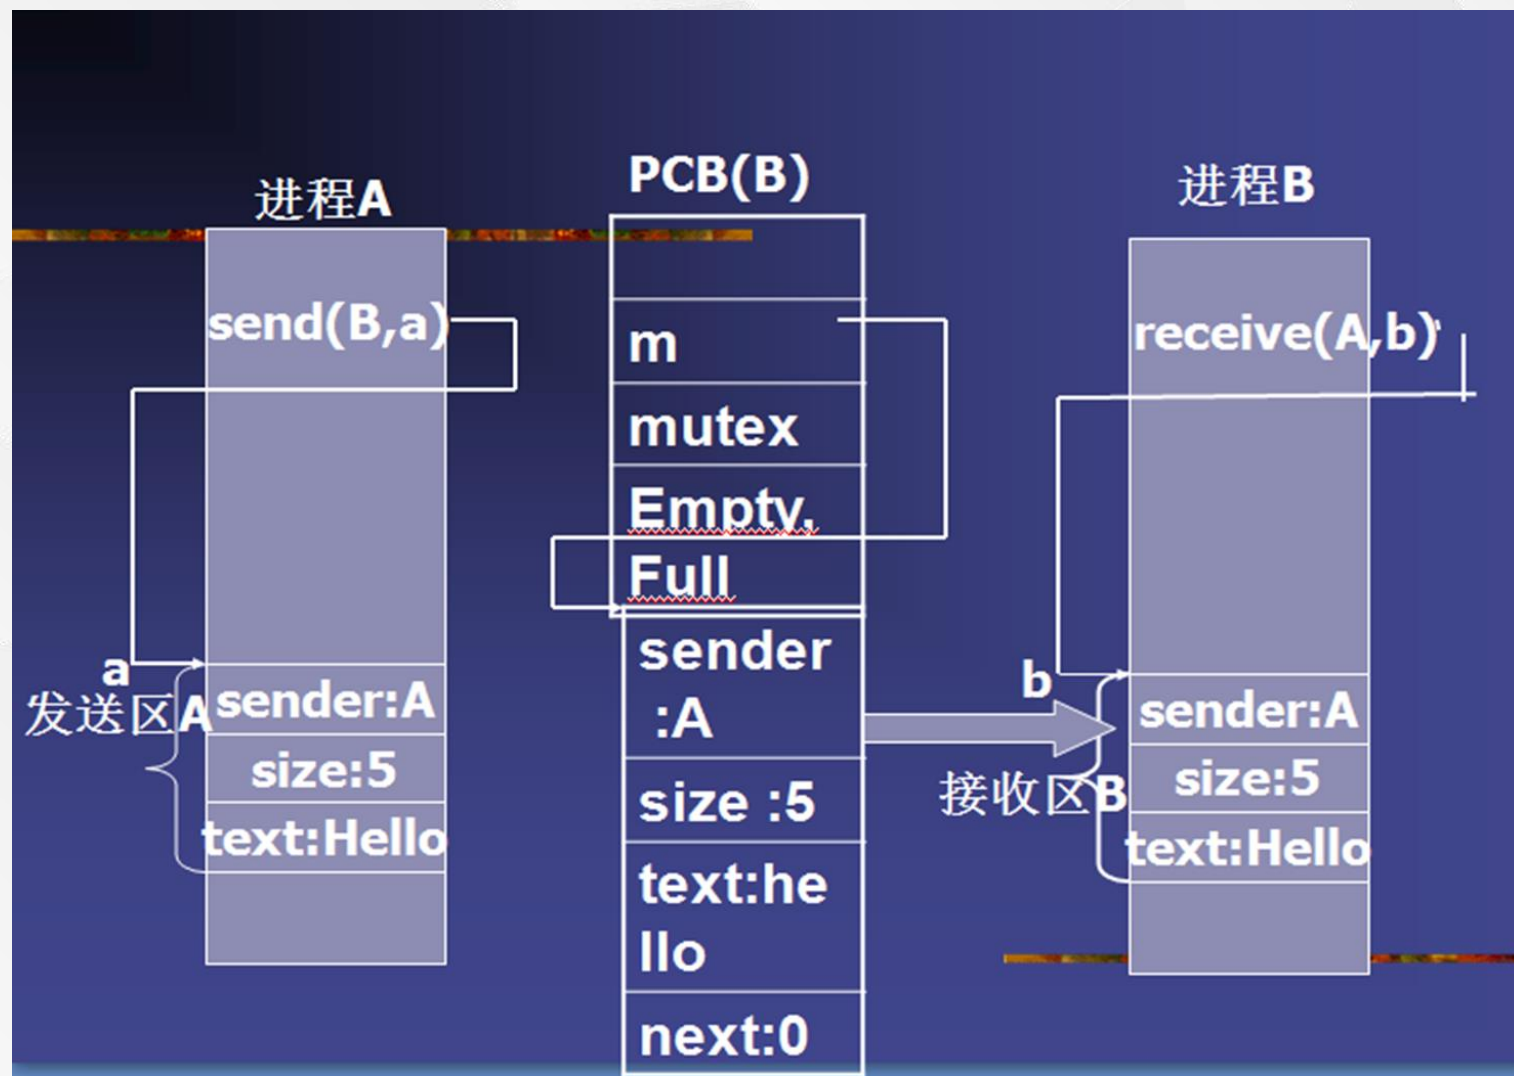 进程A
send(B,a)
a
发送区A
sender:A
size:5
text:Hello
PCB(B)
m
mutex
Empty,
Full
sender
:A
size :5
text:he
llo
next:0
进程B
receive(A,b)
b
接收区B
sender:A
size:5
text:Hello